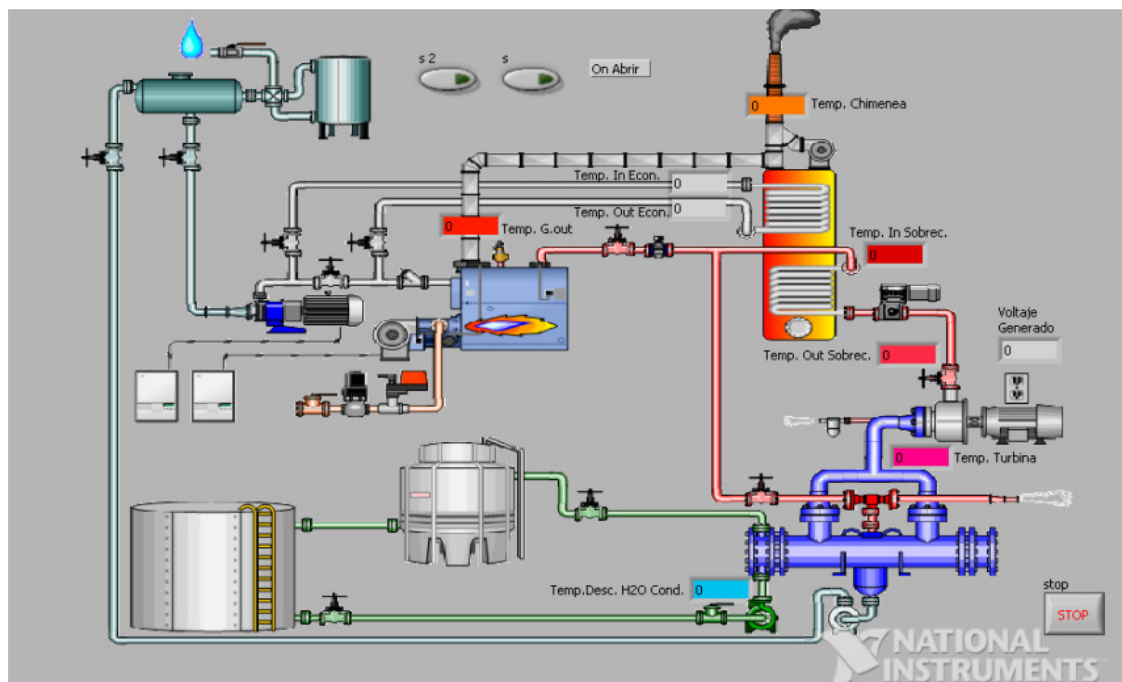 s 2
s
On Abrir
0
Temp. Chimenea
Temp. In Econ.
0
Temp. Out Econ.
0
0
Temp. G.out
Temp. In Sobrec.
0
Voltaje
Generado
0
Temp. Out Sobrec.
0
0
Temp. Turbina
Temp.Desc. H2O Cond.
0
stop
STOP
NATIONAL
INSTRUMENTS